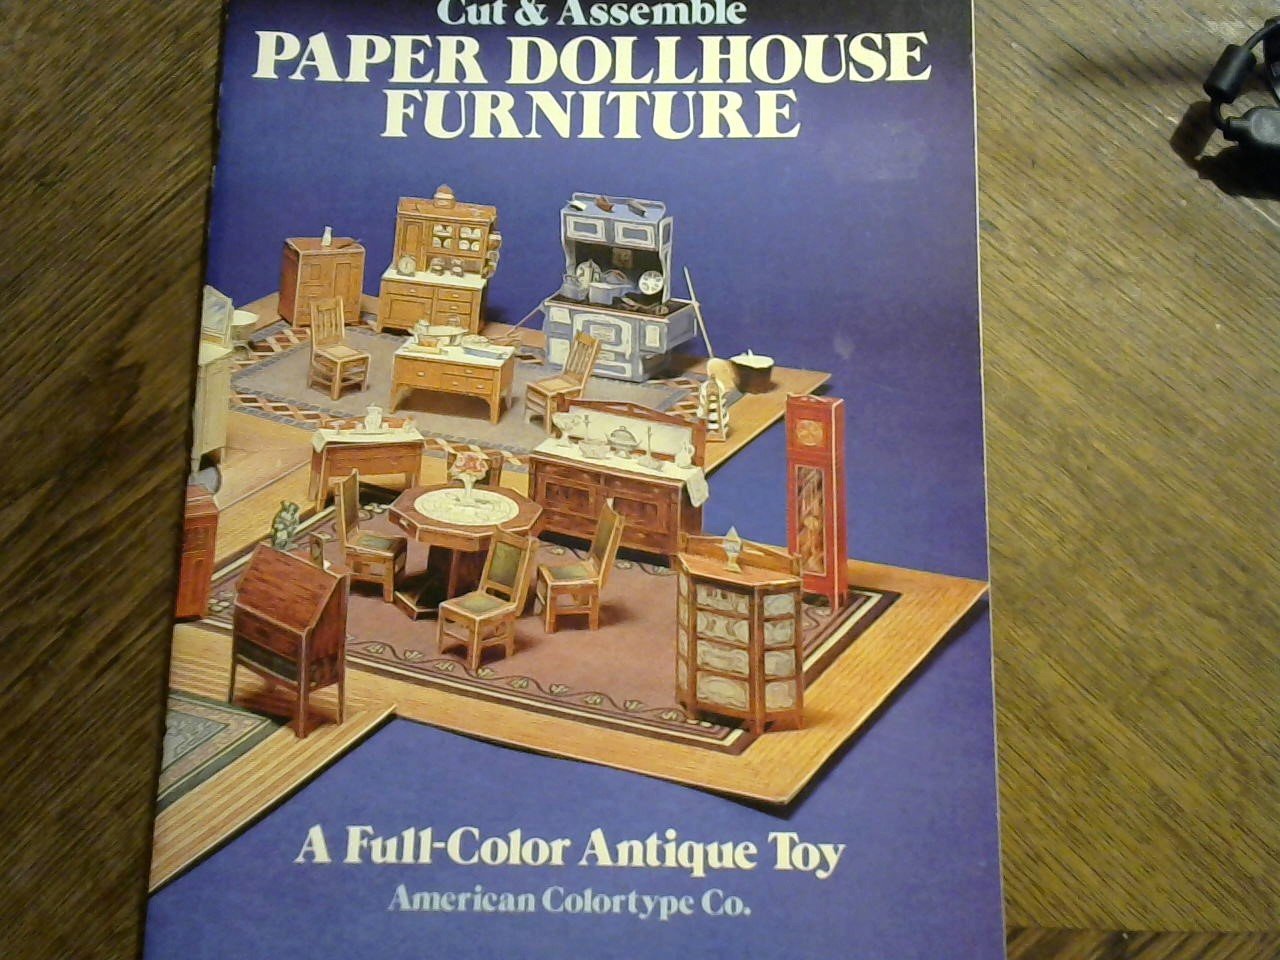 Cut & Assemble
PAPER DOLLHOUSE
FURNITURE
A Full-Color Antique Toy
American Colortype Co.